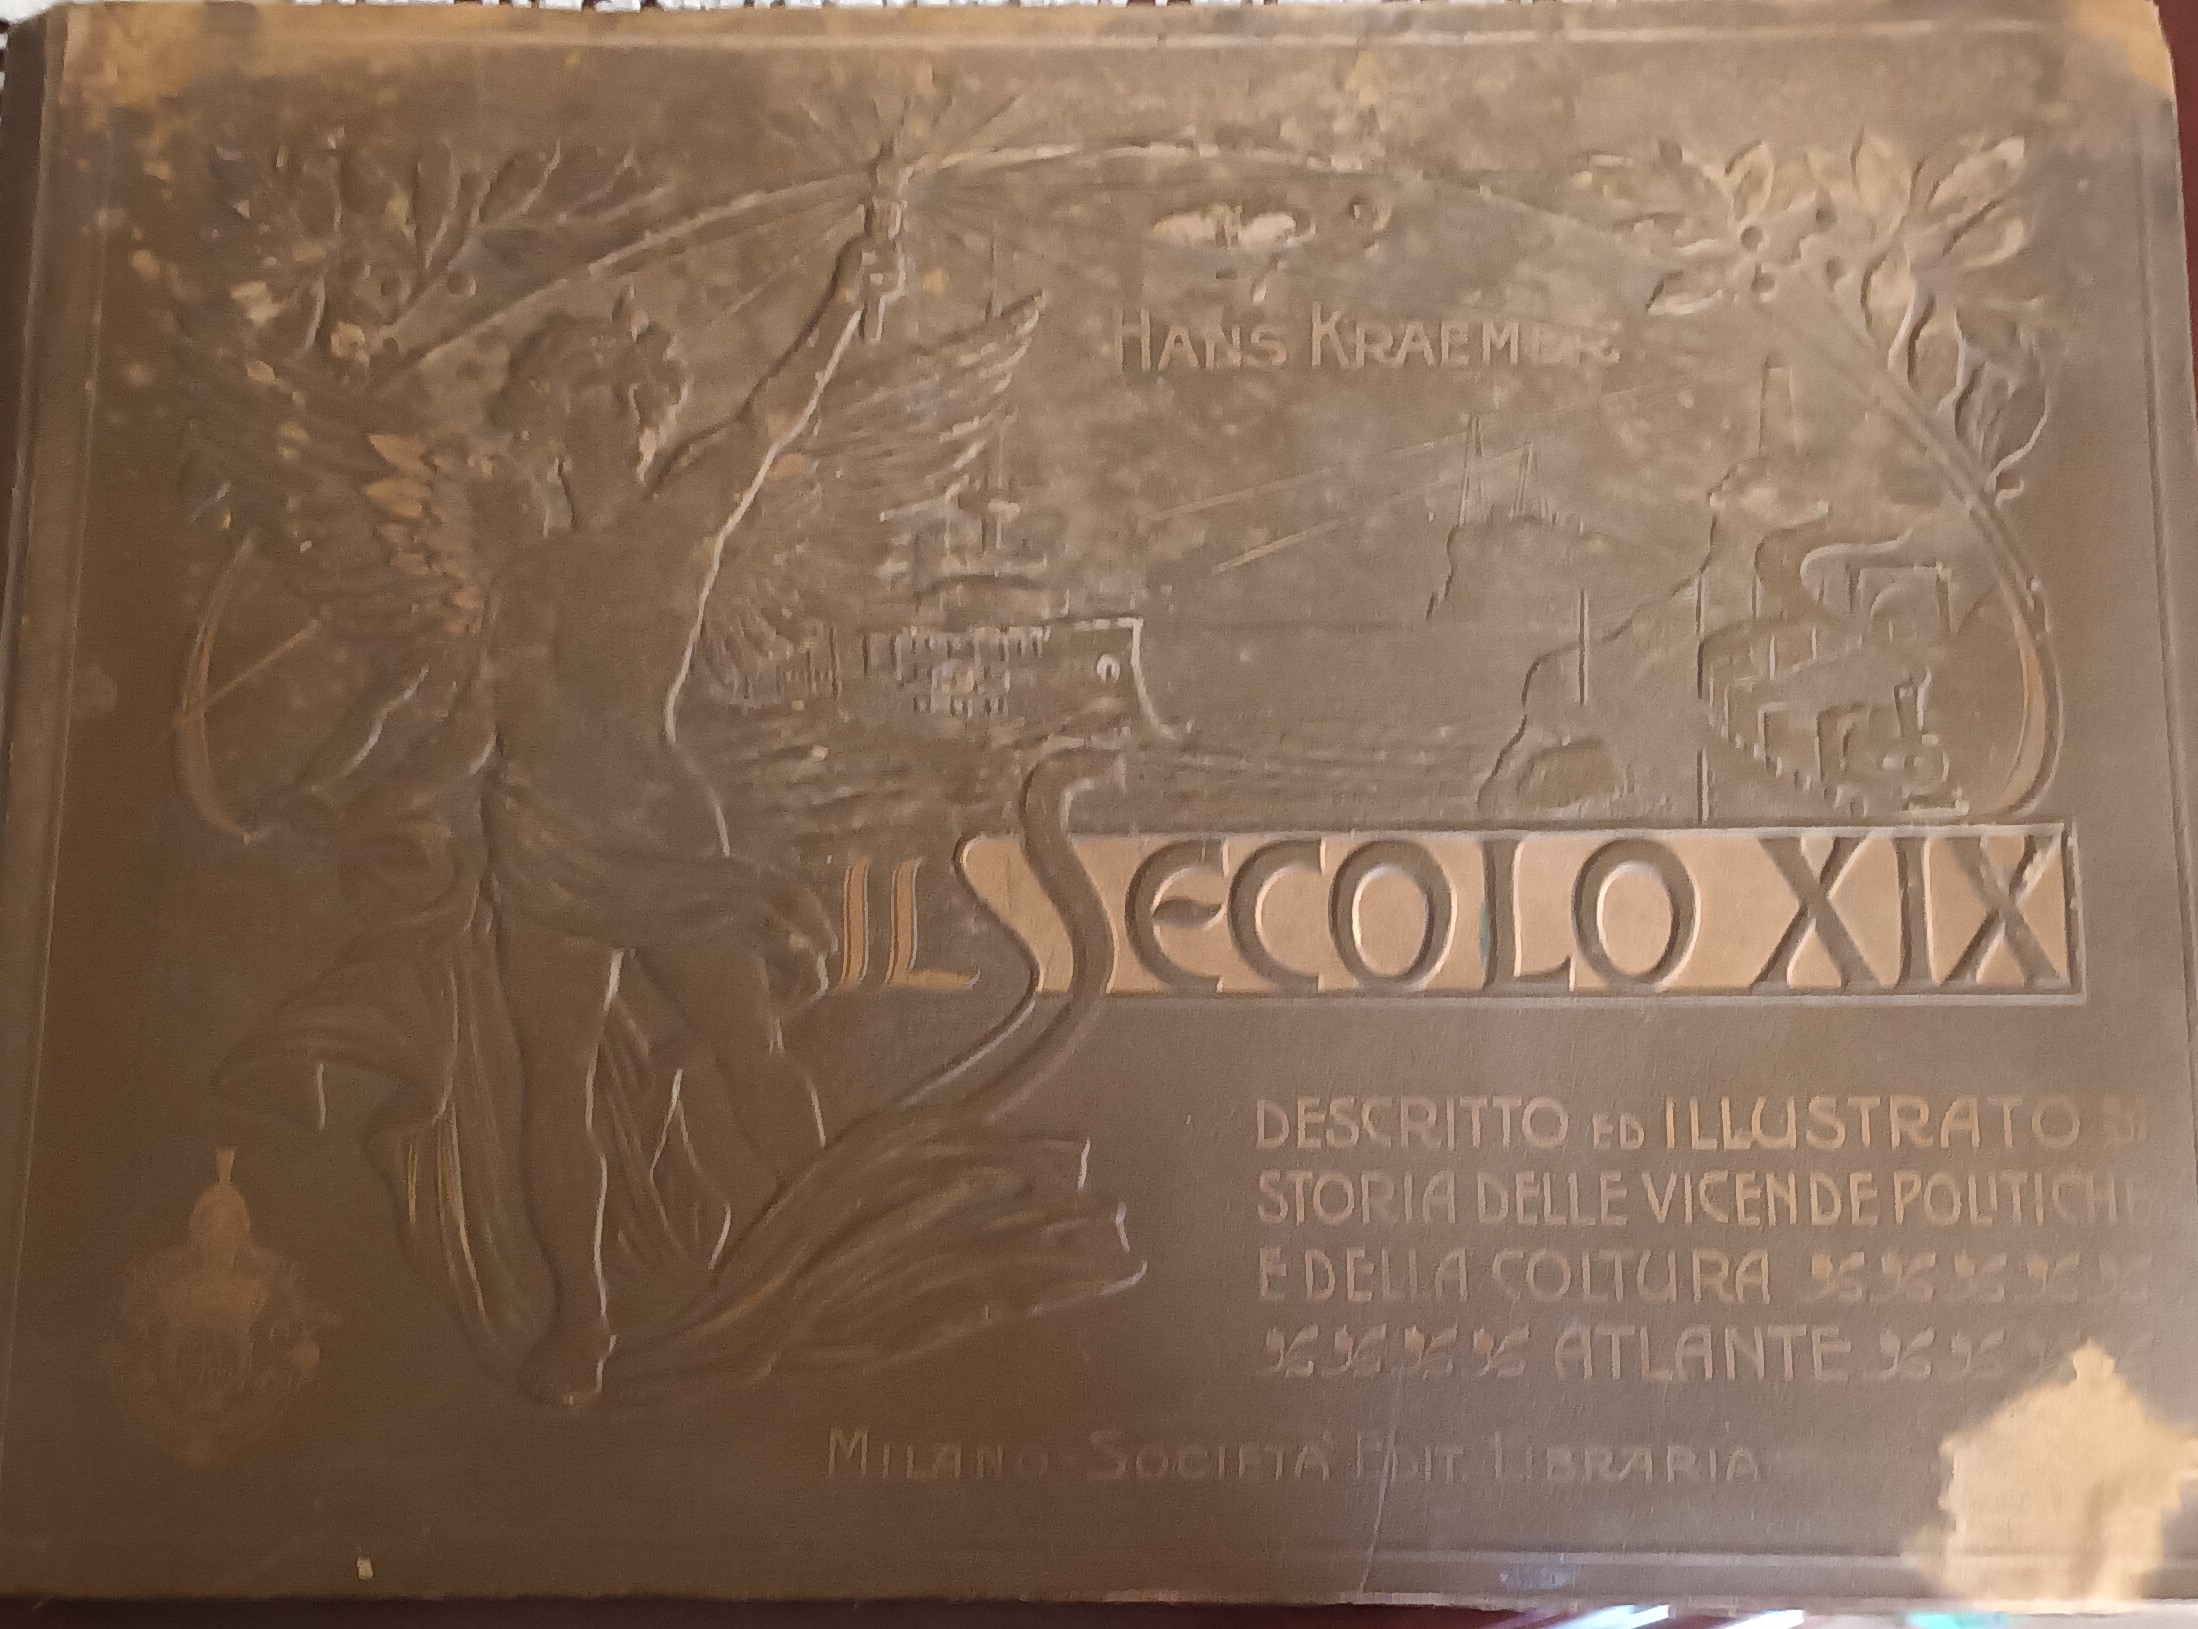 HANS KRAEMER
IL SECOLO XIX
DESCRITTO ED ILLUSTRATO
STORIA DELLE VICENDE POLITICHE
E DELLA COLTURA
ATLANTE
MILANO - SOCIETÀ EDIT. LIBRARIA